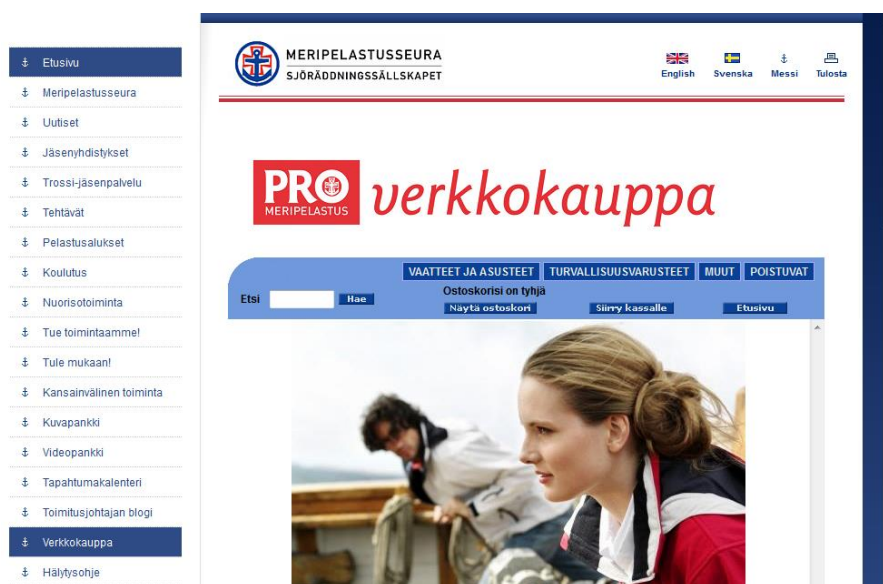 MERIPELASTUSSEURA
SJÖRÄDDNINGSSÄLLSKAPET
English
Svenska
Messi
Tulosta
Etusivu
Meripelastusseura
Uutiset
Jäsenyhdistykset
Trossi-jäsenpalvelu
Tehtävät
Pelastusalukset
Koulutus
Nuorisotoiminta
Tue toimintaamme!
Tule mukaan!
Kansainvälinen toiminta
Kuvapankki
Videopankki
Tapahtumakalenteri
Toimitusjohtajan blogi
Verkkokauppa
Hälytysohje
PRO
MERIPELASTUS
verkkokauppa
VAATTEET JA ASUSTEET TURVALLISUUSVARUSTEET MUUT POISTUVAT
Etsi Hae
Ostoskorisi on tyhjä
Näytä ostoskori Siirry kassalle Etusivu